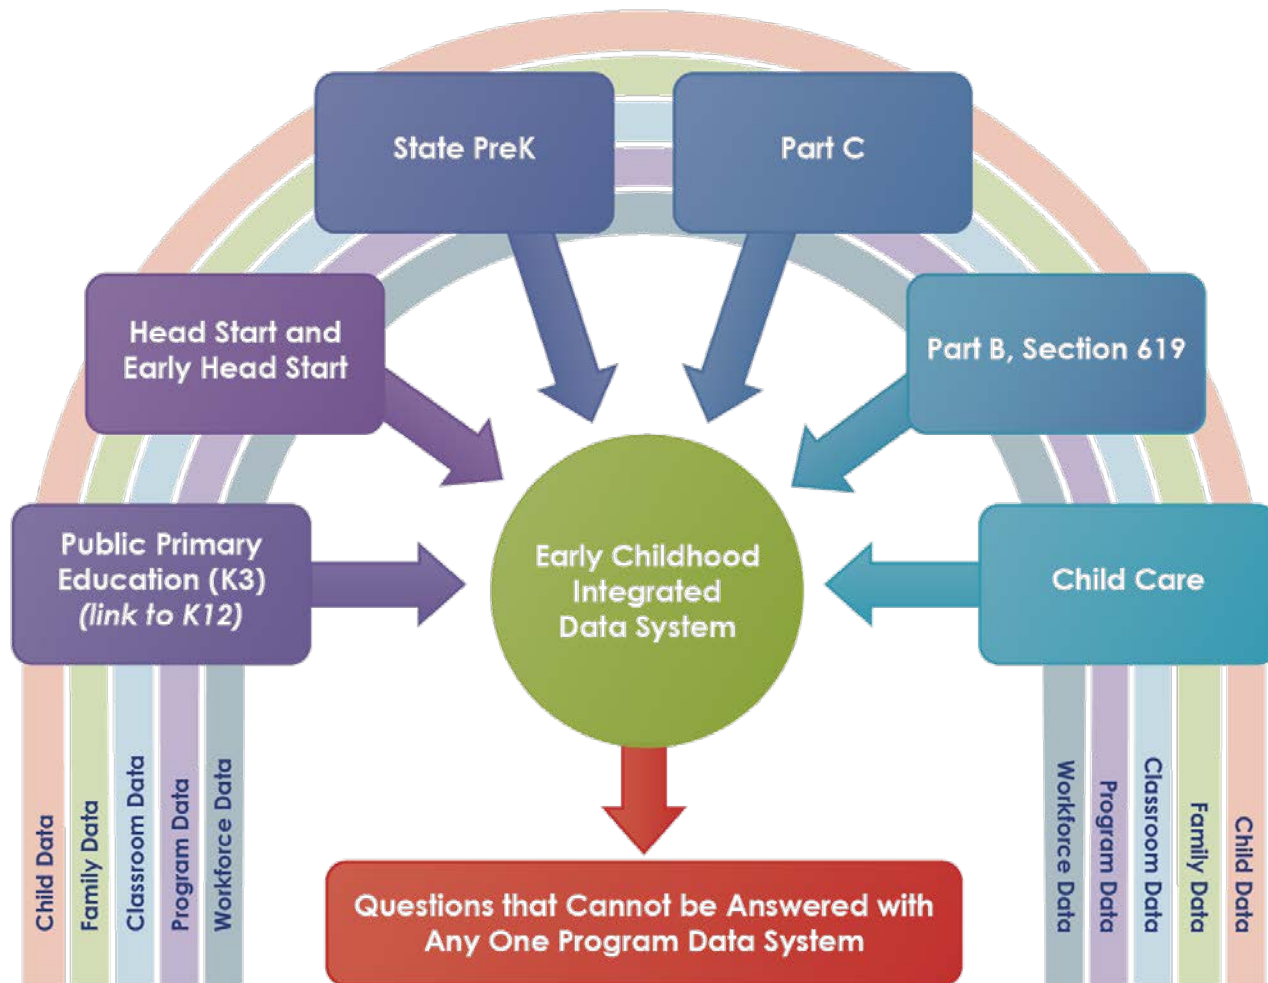 State PreK
Part C
Head Start and
Early Head Start
Part B, Section 619
Public Primary
Education (K3)
(link to K12)
Early Childhood
Integrated
Data System
Child Care
Child Data
Family Data
Classroom Data
Program Data
Workforce Data
Workforce Data
Program Data
Classroom Data
Family Data
Child Data
Questions that Cannot be Answered with
Any One Program Data System